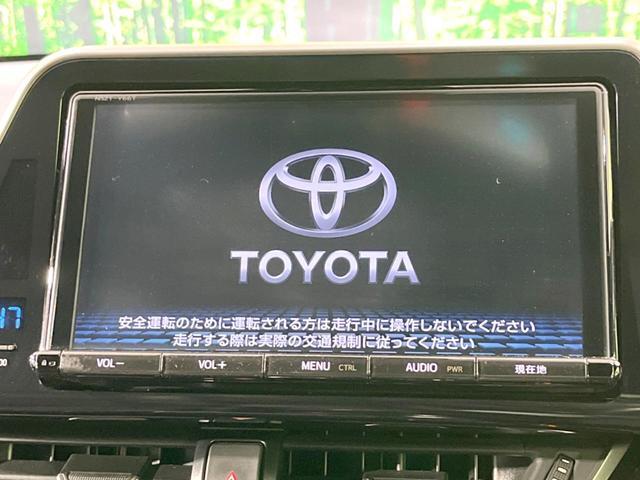 NSZT-Y66T
TOYOTA
安全運転のために運転される方は走行中に操作しないでください
走行する際は実際の交通規制に従ってください
VOL− VOL+ MENU CTRL AUDIO PWR 現在地